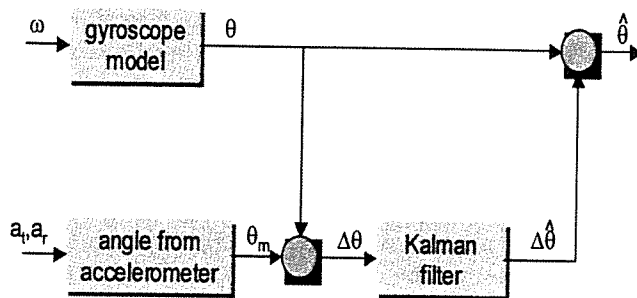 ω
gyroscope
model
θ
θ̂
a_t,a_r
angle from
accelerometer
θ_m
Δθ
Kalman
filter
Δθ̂